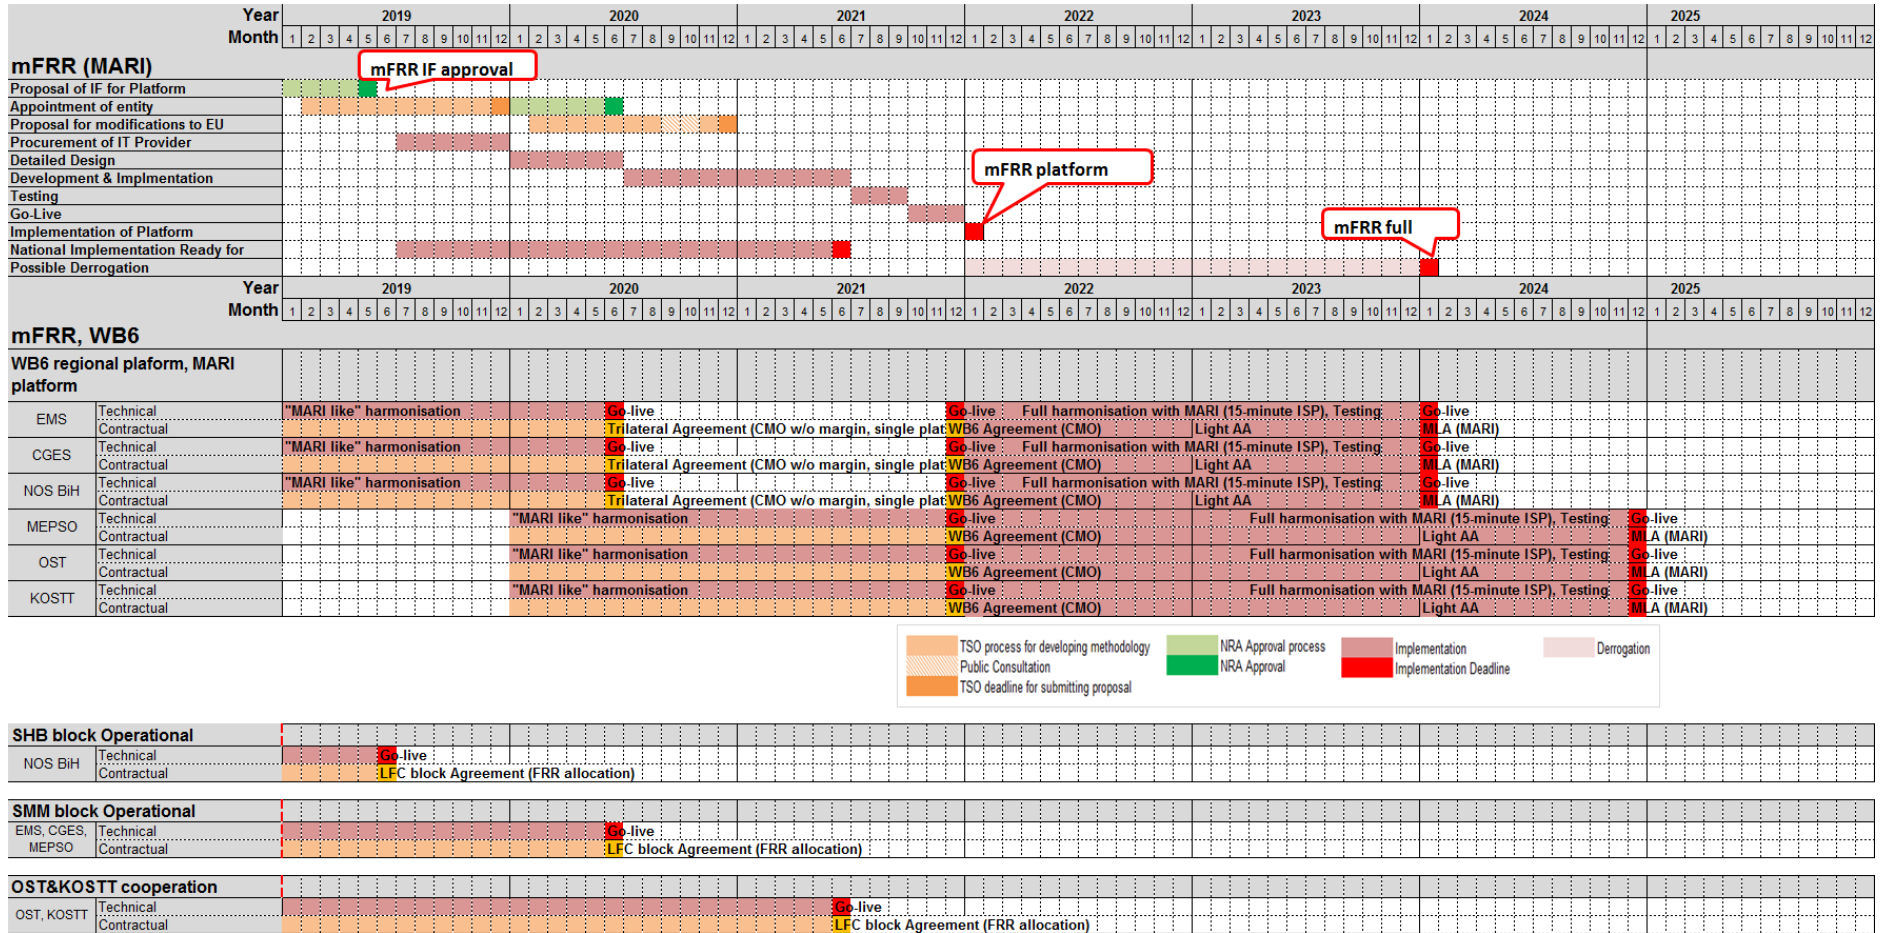 Year 2019 2020 2021 2022 2023 2024 2025
Month 1 2 3 4 5 6 7 8 9 10 11 12 1 2 3 4 5 6 7 8 9 10 11 12 1 2 3 4 5 6 7 8 9 10 11 12 1 2 3 4 5 6 7 8 9 10 11 12 1 2 3 4 5 6 7 8 9 10 11 12 1 2 3 4 5 6 7 8 9 10 11 12 1 2 3 4 5 6 7 8 9 10 11 12
mFRR (MARI)
mFRR IF approval
Proposal of IF for Platform
Appointment of entity
Proposal for modifications to EU
Procurement of IT Provider
Detailed Design
mFRR platform
Development & Implmentation
Testing
Go-Live
Implementation of Platform
mFRR full
National Implementation Ready for
Possible Derrogation
Year 2019 2020 2021 2022 2023 2024 2025
Month 1 2 3 4 5 6 7 8 9 10 11 12 1 2 3 4 5 6 7 8 9 10 11 12 1 2 3 4 5 6 7 8 9 10 11 12 1 2 3 4 5 6 7 8 9 10 11 12 1 2 3 4 5 6 7 8 9 10 11 12 1 2 3 4 5 6 7 8 9 10 11 12 1 2 3 4 5 6 7 8 9 10 11 12
mFRR, WB6
WB6 regional plaform, MARI
platform
EMS
Technical "MARI like" harmonisation Go-live Go-live Full harmonisation with MARI (15-minute ISP), Testing Go-live
Contractual Trilateral Agreement (CMO w/o margin, single plat WB6 Agreement (CMO) Light AA MLA (MARI)
CGES
Technical "MARI like" harmonisation Go-live Go-live Full harmonisation with MARI (15-minute ISP), Testing Go-live
Contractual Trilateral Agreement (CMO w/o margin, single plat WB6 Agreement (CMO) Light AA MLA (MARI)
NOS BiH
Technical "MARI like" harmonisation Go-live Go-live Full harmonisation with MARI (15-minute ISP), Testing Go-live
Contractual Trilateral Agreement (CMO w/o margin, single plat WB6 Agreement (CMO) Light AA MLA (MARI)
MEPSO
Technical "MARI like" harmonisation Go-live Full harmonisation with MARI (15-minute ISP), Testing Go-live
Contractual WB6 Agreement (CMO) Light AA MLA (MARI)
OST
Technical "MARI like" harmonisation Go-live Full harmonisation with MARI (15-minute ISP), Testing Go-live
Contractual WB6 Agreement (CMO) Light AA MLA (MARI)
KOSTT
Technical "MARI like" harmonisation Go-live Full harmonisation with MARI (15-minute ISP), Testing Go-live
Contractual WB6 Agreement (CMO) Light AA MLA (MARI)
TSO process for developing methodology NRA Approval process Implementation Derrogation
Public Consultation NRA Approval Implementation Deadline
TSO deadline for submitting proposal
SHB block Operational
NOS BiH
Technical Go-live
Contractual LFC block Agreement (FRR allocation)
SMM block Operational
EMS, CGES,
MEPSO
Technical Go-live
Contractual LFC block Agreement (FRR allocation)
OST&KOSTT cooperation
OST, KOSTT
Technical Go-live
Contractual LFC block Agreement (FRR allocation)